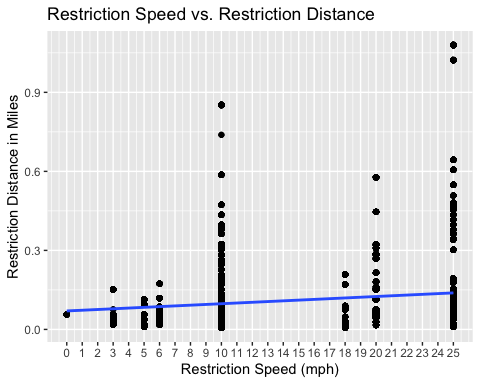 Restriction Speed vs. Restriction Distance
Restriction Distance in Miles
0.9
0.6
0.3
0.0
0 1 2 3 4 5 6 7 8 9 10 11 12 13 14 15 16 17 18 19 20 21 22 23 24 25
Restriction Speed (mph)